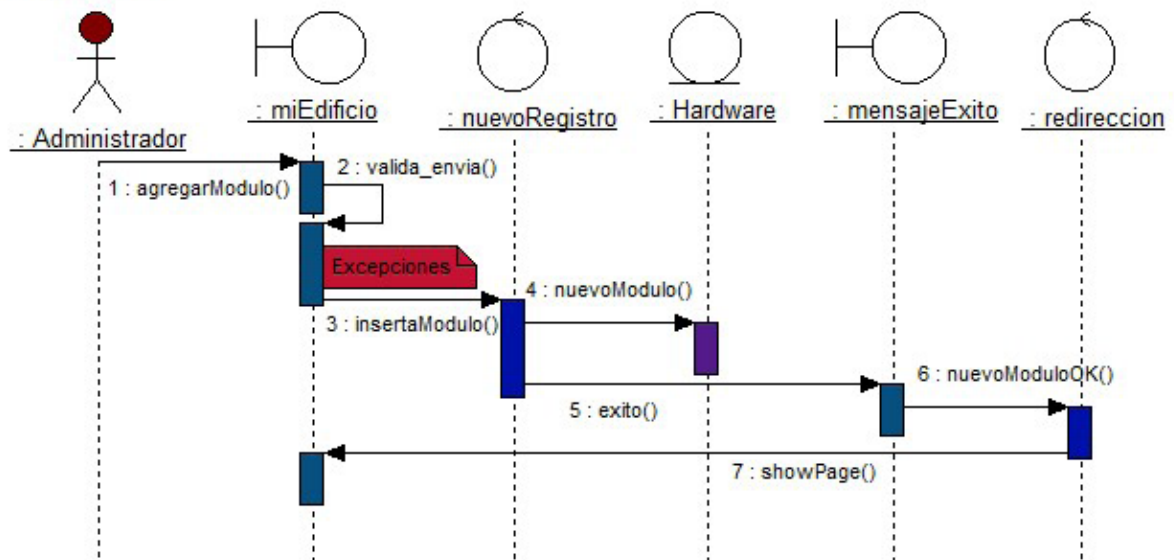 : Administrador
: miEdificio
: nuevoRegistro
: Hardware
: mensajeExito
: redireccion
1 : agregarModulo()
2 : valida_envia()
Excepciones
3 : insertaModulo()
4 : nuevoModulo()
5 : exito()
6 : nuevoModuloOK()
7 : showPage()